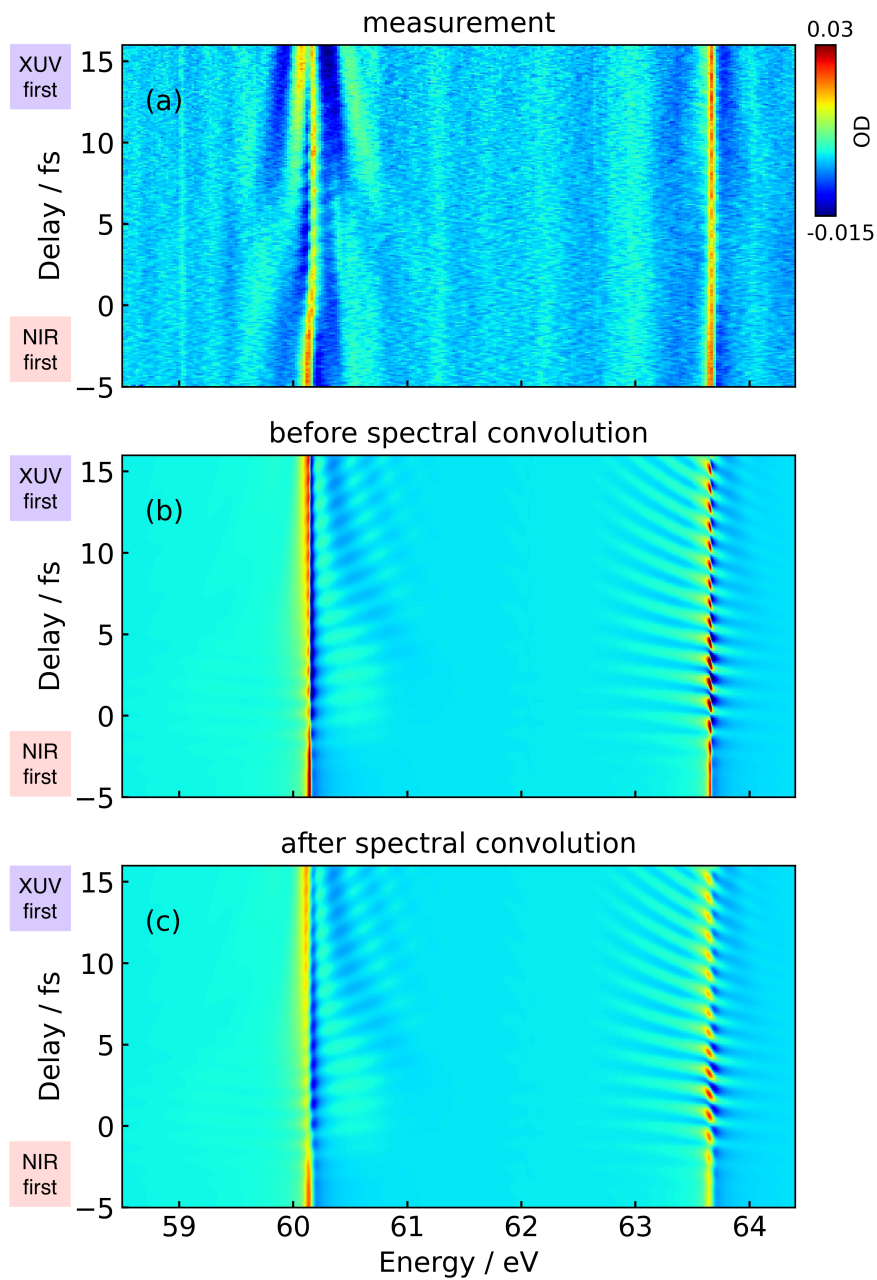 measurement
XUV
first
15
(a)
10
5
0
NIR
first
−5
Delay / fs
0.03
OD
-0.015
before spectral convolution
XUV
first
15
(b)
10
5
0
NIR
first
−5
Delay / fs
after spectral convolution
XUV
first
15
(c)
10
5
0
NIR
first
−5
Delay / fs
59 60 61 62 63 64
Energy / eV